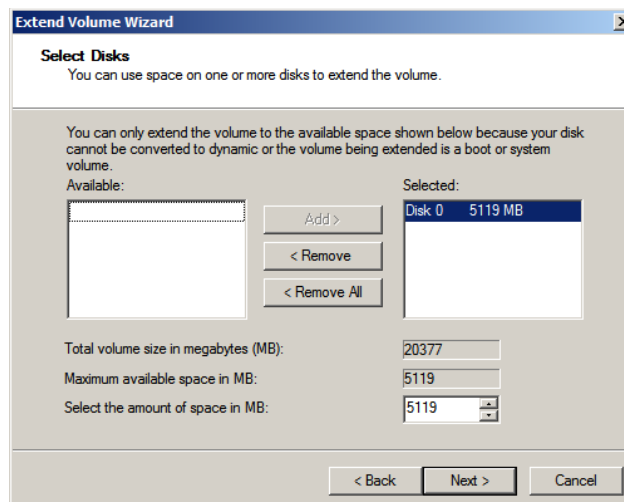 Extend Volume Wizard
Select Disks
You can use space on one or more disks to extend the volume.
You can only extend the volume to the available space shown below because your disk
cannot be converted to dynamic or the volume being extended is a boot or system
volume.
Available:
Selected:
Disk 0 5119 MB
Add >
< Remove
< Remove All
Total volume size in megabytes (MB): 20377
Maximum available space in MB: 5119
Select the amount of space in MB: 5119
< Back Next > Cancel